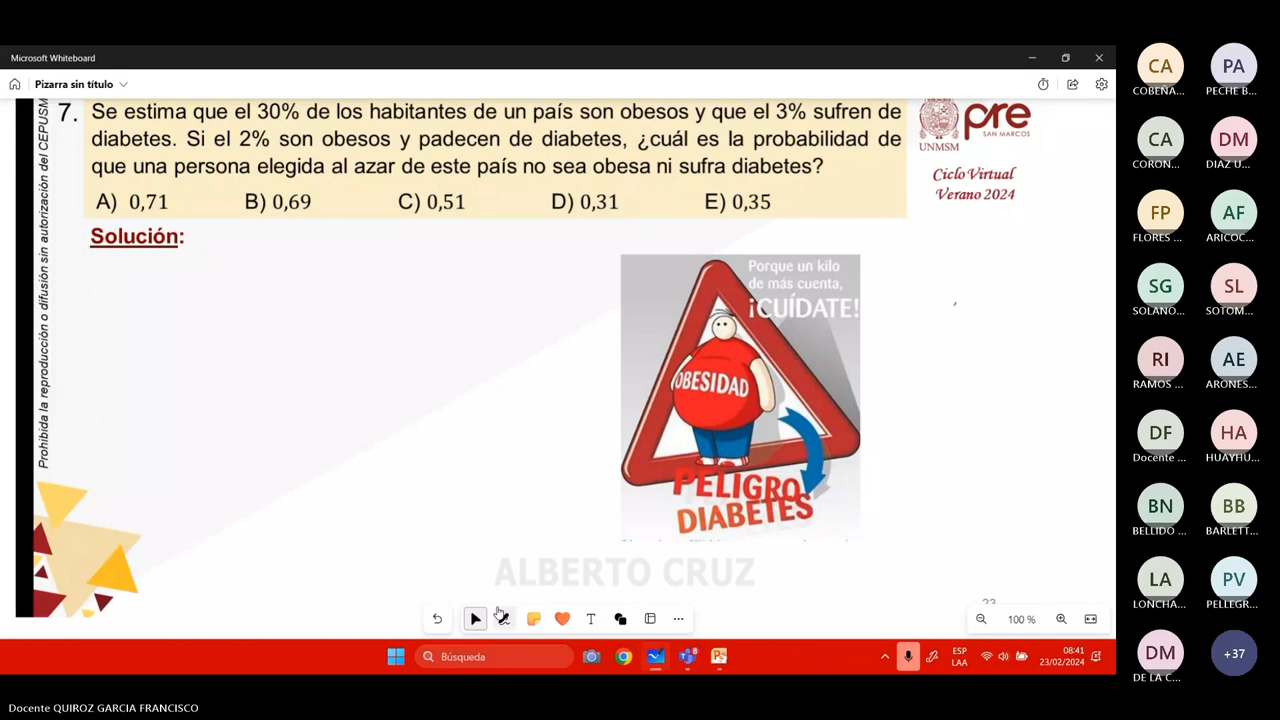 Microsoft Whiteboard
Pizarra sin título
7. Se estima que el 30% de los habitantes de un país son obesos y que el 3% sufren de
diabetes. Si el 2% son obesos y padecen de diabetes, ¿cuál es la probabilidad de
que una persona elegida al azar de este país no sea obesa ni sufra diabetes?
A) 0,71 B) 0,69 C) 0,51 D) 0,31 E) 0,35
Solución:
Prohibida la reproducción o difusión sin autorización del CEPUSM
UNMSM
pre
SAN MARCOS
Ciclo Virtual
Verano 2024
Porque un kilo
de más cuenta,
¡CUÍDATE!
OBESIDAD
PELIGRO
DIABETES
ALBERTO CRUZ
23
100 %
Búsqueda
8
ESP
LAA
08:41
23/02/2024
Docente QUIROZ GARCIA FRANCISCO
CA PA
COBEÑA... PECHE B...
CA DM
CORON... DIAZ U...
FP AF
FLORES ... ARICOC...
SG SL
SOLANO... SOTOM...
RI AE
RAMOS ... ARONES...
DF HA
Docente ... HUAYHU...
BN BB
BELLIDO ... BARLETT...
LA PV
LONCHA... PELLEGR...
DM +37
DE LA C...